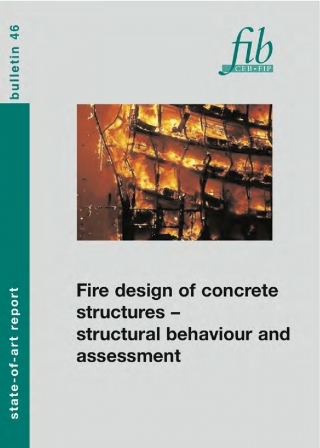 bulletin 46
fib
CEB-FIP
Fire design of concrete
structures –
structural behaviour and
assessment
state-of-art report